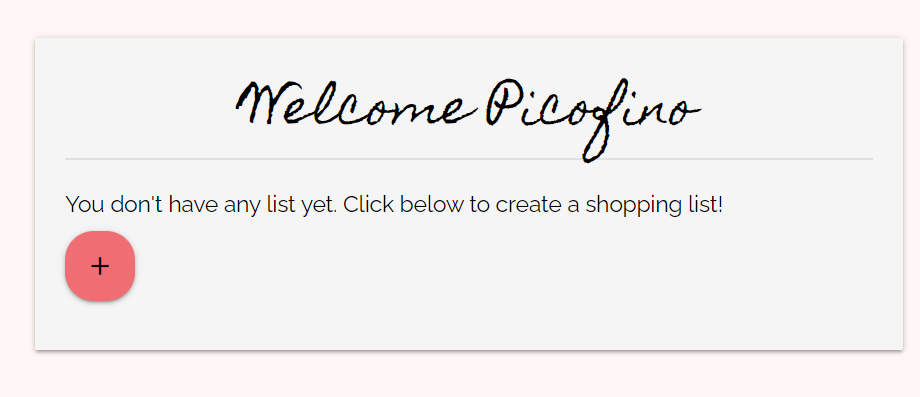 Welcome Picofino
You don't have any list yet. Click below to create a shopping list!
+